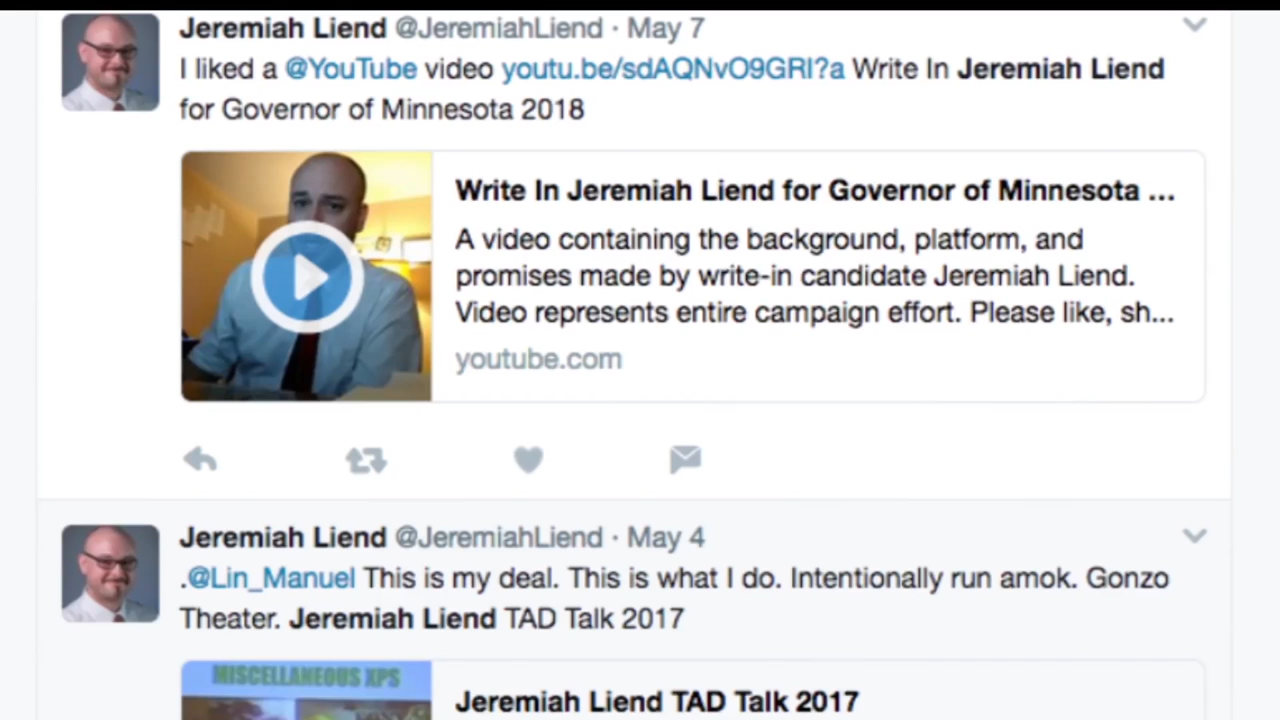 Jeremiah Liend @JeremiahLiend · May 7
I liked a @YouTube video youtu.be/sdAQNvO9GRI?a Write In Jeremiah Liend
for Governor of Minnesota 2018
Write In Jeremiah Liend for Governor of Minnesota ...
A video containing the background, platform, and
promises made by write-in candidate Jeremiah Liend.
Video represents entire campaign effort. Please like, sh...
youtube.com
Jeremiah Liend @JeremiahLiend · May 4
.@Lin_Manuel This is my deal. This is what I do. Intentionally run amok. Gonzo
Theater. Jeremiah Liend TAD Talk 2017
MISCELLANEOUS XPS
Jeremiah Liend TAD Talk 2017